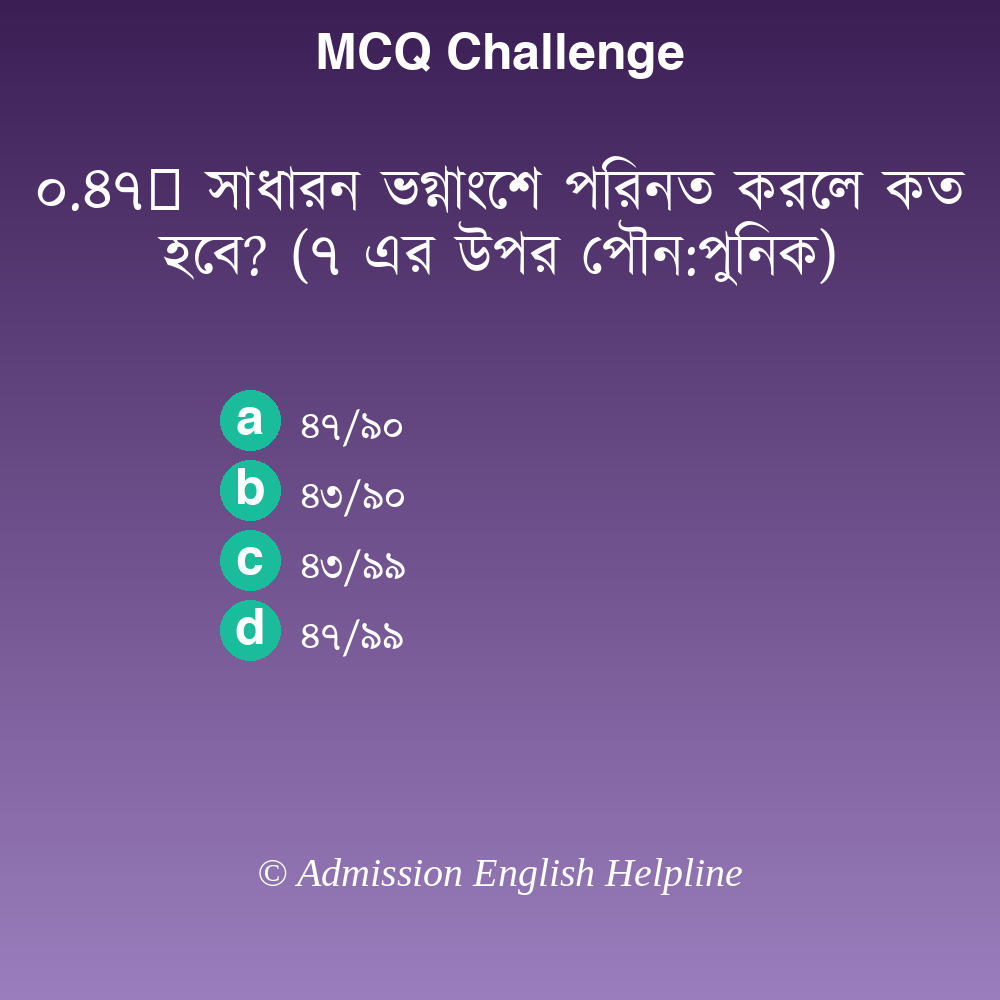 MCQ Challenge
০.৪৭ সাধারন ভগ্নাংশে পরিনত করলে কত
হবে? (৭ এর উপর পৌন:পুনিক)
a ৪৭/৯০
b ৪৩/৯০
c ৪৩/৯৯
d ৪৭/৯৯
© Admission English Helpline